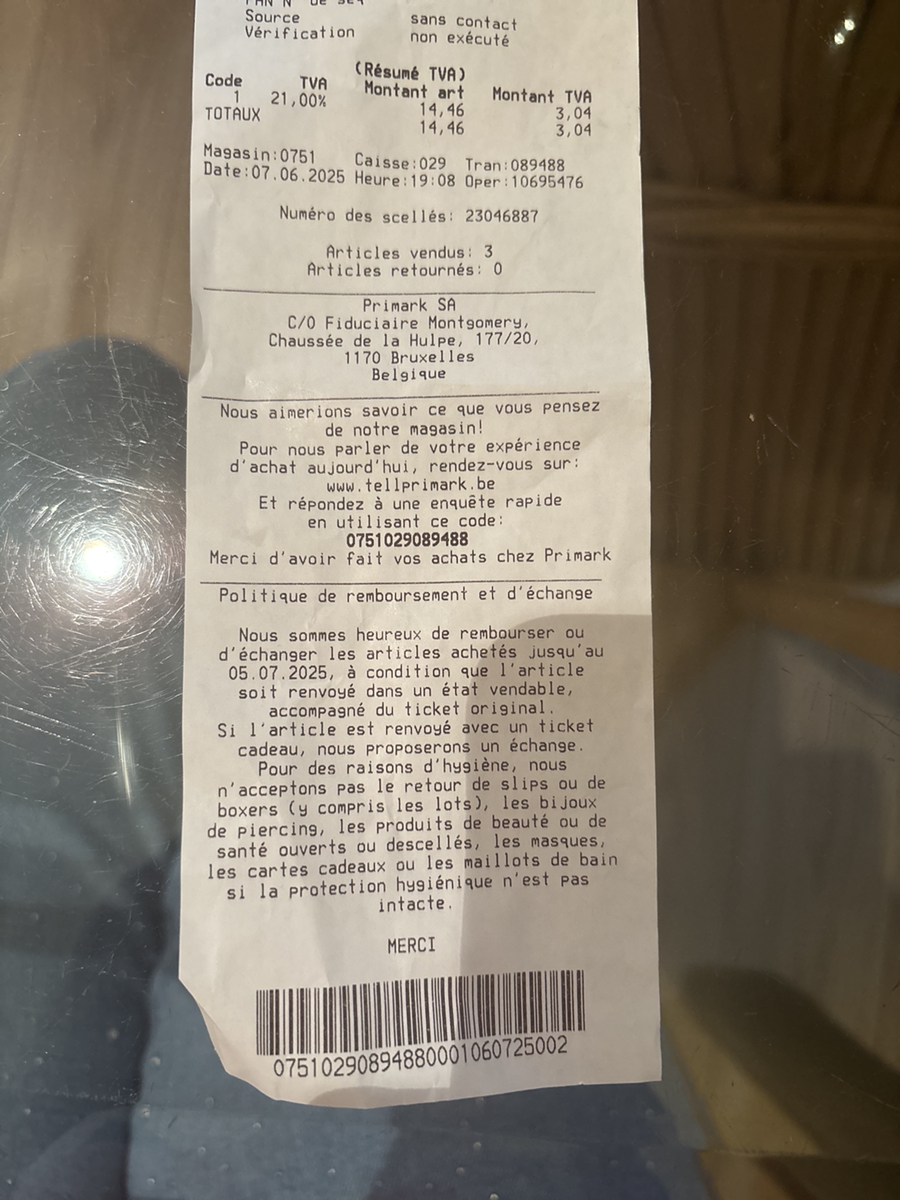 Source sans contact
Vérification non exécuté
(Résumé TVA)
Code TVA Montant art Montant TVA
1 21,00% 14,46 3,04
TOTAUX 14,46 3,04
Magasin:0751 Caisse:029 Tran:089488
Date:07.06.2025 Heure:19:08 Oper:10695476
Numéro des scellés: 23046887
Articles vendus: 3
Articles retournés: 0
Primark SA
C/O Fiduciaire Montgomery,
Chaussée de la Hulpe, 177/20,
1170 Bruxelles
Belgique
Nous aimerions savoir ce que vous pensez
de notre magasin!
Pour nous parler de votre expérience
d'achat aujourd'hui, rendez-vous sur:
www.tellprimark.be
Et répondez à une enquête rapide
en utilisant ce code:
0751029089488
Merci d'avoir fait vos achats chez Primark
Politique de remboursement et d'échange
Nous sommes heureux de rembourser ou
d'échanger les articles achetés jusqu'au
05.07.2025, à condition que l'article
soit renvoyé dans un état vendable,
accompagné du ticket original.
Si l'article est renvoyé avec un ticket
cadeau, nous proposerons un échange.
Pour des raisons d'hygiène, nous
n'acceptons pas le retour de slips ou de
boxers (y compris les lots), les bijoux
de piercing, les produits de beauté ou de
santé ouverts ou descellés, les masques,
les cartes cadeaux ou les maillots de bain
si la protection hygiénique n'est pas
intacte.
MERCI
07510290894880001060725002